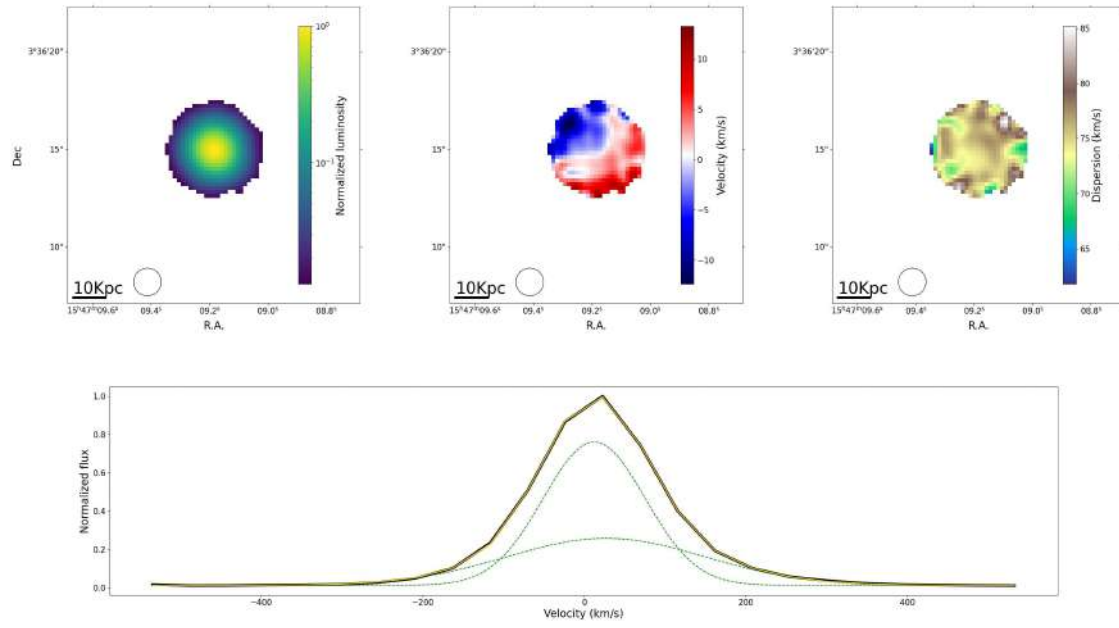 3°36'20"
15"
10"
Dec
10Kpc
15ʰ47ᵐ09.6ˢ 09.4ˢ 09.2ˢ 09.0ˢ 08.8ˢ
R.A.
10⁰
10⁻¹
Normalized luminosity
3°36'20"
15"
10"
10Kpc
15ʰ47ᵐ09.6ˢ 09.4ˢ 09.2ˢ 09.0ˢ 08.8ˢ
R.A.
10
5
0
−5
−10
Velocity (km/s)
3°36'20"
15"
10"
10Kpc
15ʰ47ᵐ09.6ˢ 09.4ˢ 09.2ˢ 09.0ˢ 08.8ˢ
R.A.
85
80
75
70
65
Dispersion (km/s)
1.0
0.8
0.6
0.4
0.2
0.0
Normalized flux
−400 −200 0 200 400
Velocity (km/s)